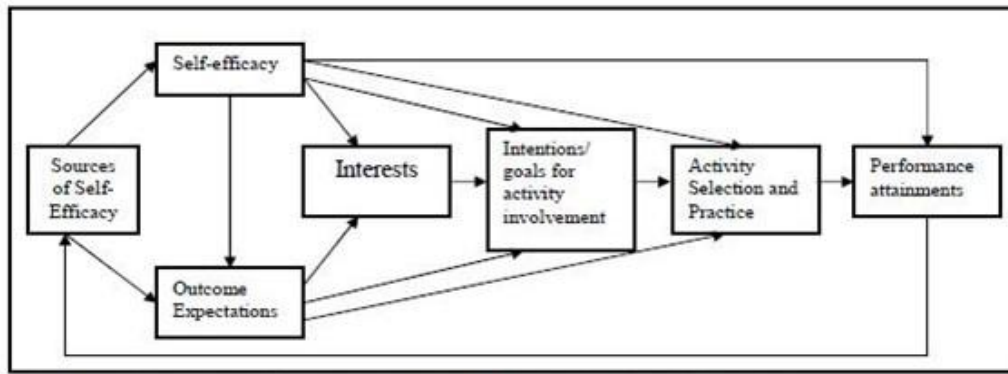 Self-efficacy
Sources
of Self-
Efficacy
Interests
Intentions/
goals for
activity
involvement
Activity
Selection and
Practice
Performance
attainments
Outcome
Expectations